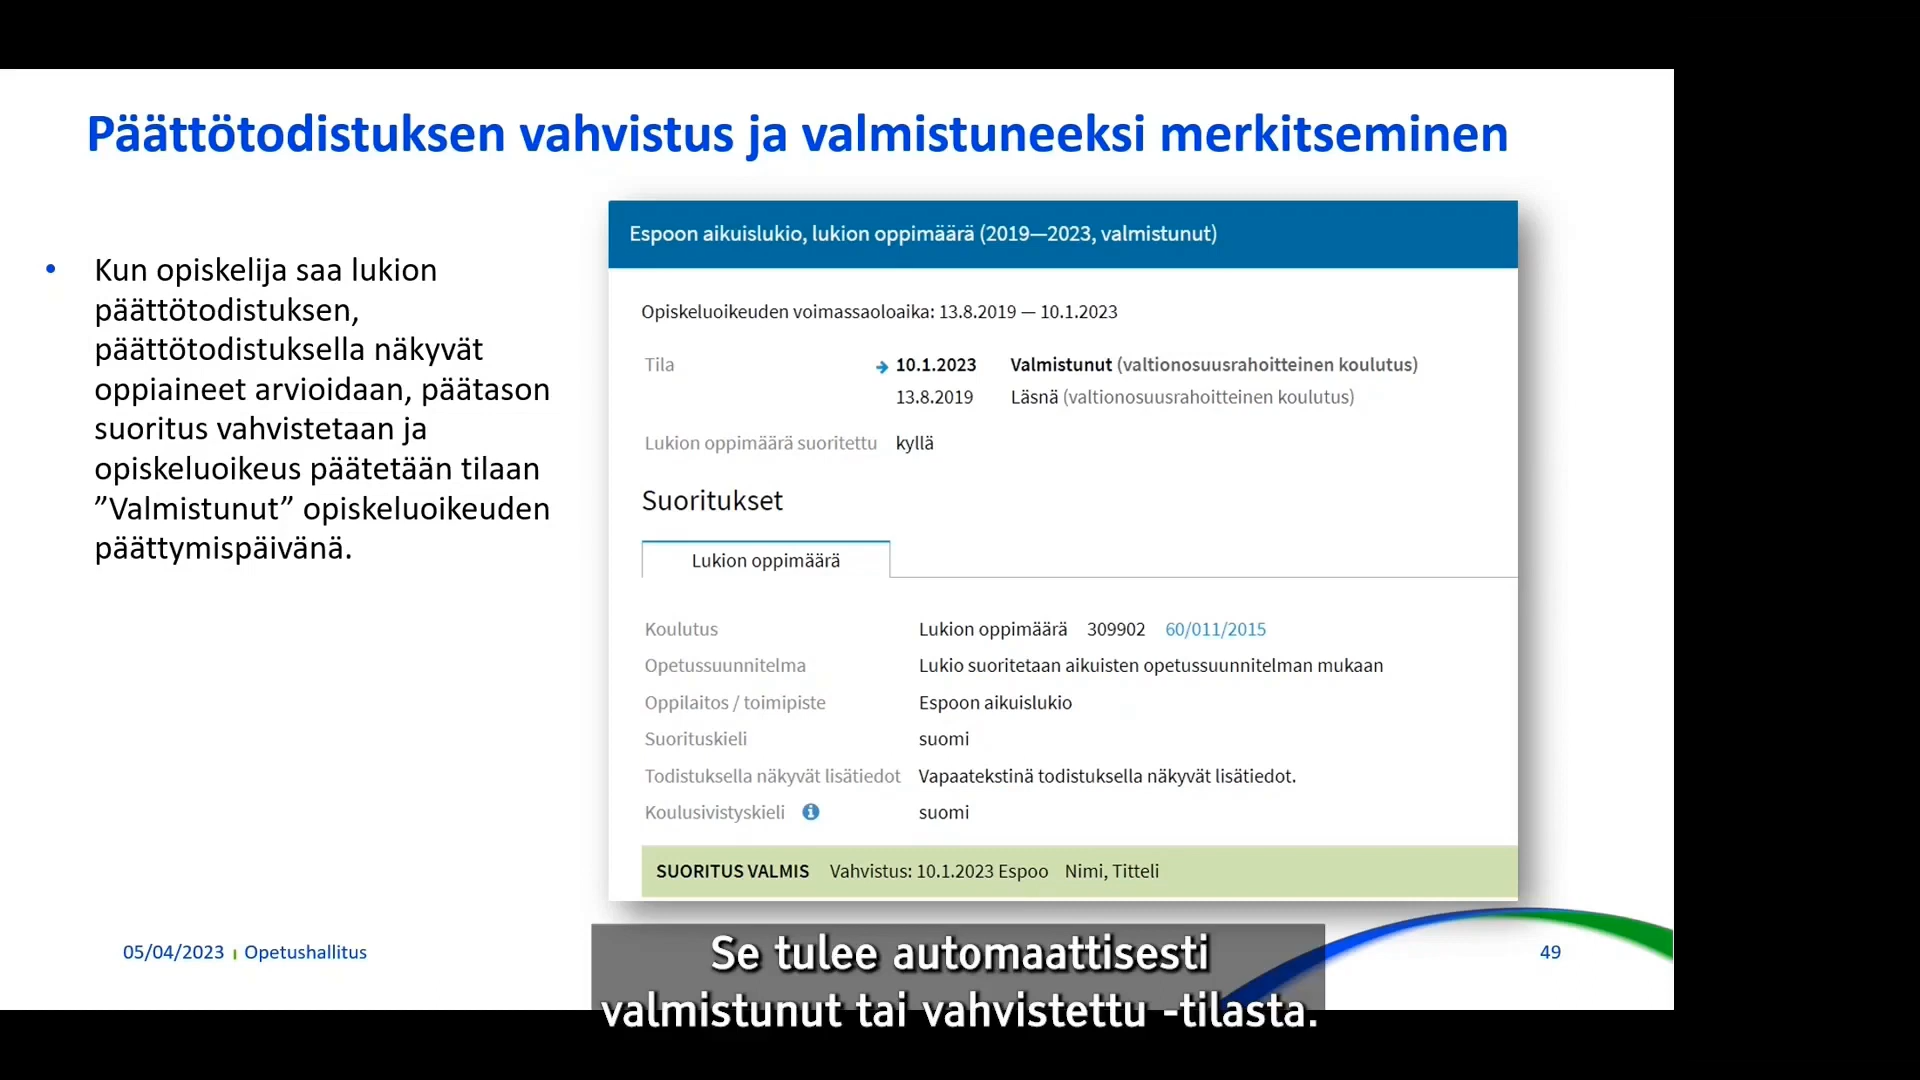 Päättötodistuksen vahvistus ja valmistuneeksi merkitseminen
• Kun opiskelija saa lukion
päättötodistuksen,
päättötodistuksella näkyvät
oppiaineet arvioidaan, päätason
suoritus vahvistetaan ja
opiskeluoikeus päätetään tilaan
”Valmistunut” opiskeluoikeuden
päättymispäivänä.
Espoon aikuislukio, lukion oppimäärä (2019—2023, valmistunut)
Opiskeluoikeuden voimassaoloaika: 13.8.2019 — 10.1.2023
Tila 10.1.2023 Valmistunut (valtionosuusrahoitteinen koulutus)
13.8.2019 Läsnä (valtionosuusrahoitteinen koulutus)
Lukion oppimäärä suoritettu kyllä
Suoritukset
Lukion oppimäärä
Koulutus Lukion oppimäärä 309902 60/011/2015
Opetussuunnitelma Lukio suoritetaan aikuisten opetussuunnitelman mukaan
Oppilaitos / toimipiste Espoon aikuislukio
Suorituskieli suomi
Todistuksella näkyvät lisätiedot Vapaatekstinä todistuksella näkyvät lisätiedot.
Koulusivistyskieli suomi
SUORITUS VALMIS Vahvistus: 10.1.2023 Espoo Nimi, Titteli
05/04/2023 Opetushallitus 49
Se tulee automaattisesti
valmistunut tai vahvistettu -tilasta.